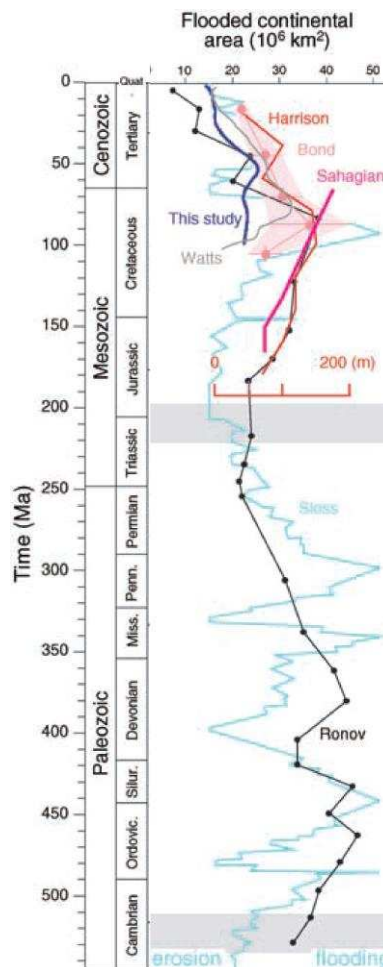 Flooded continental
area (10⁶ km²)
10 20 30 40 50
0
50
100
150
200
250
300
350
400
450
500
Time (Ma)
Cenozoic
Mesozoic
Paleozoic
Quat
Tertiary
Cretaceous
Jurassic
Triassic
Permian
Penn.
Miss.
Devonian
Silur.
Ordovic.
Cambrian
Harrison
Bond
Sahagian
This study
Watts
0 200 (m)
Sloss
Ronov
erosion flooding